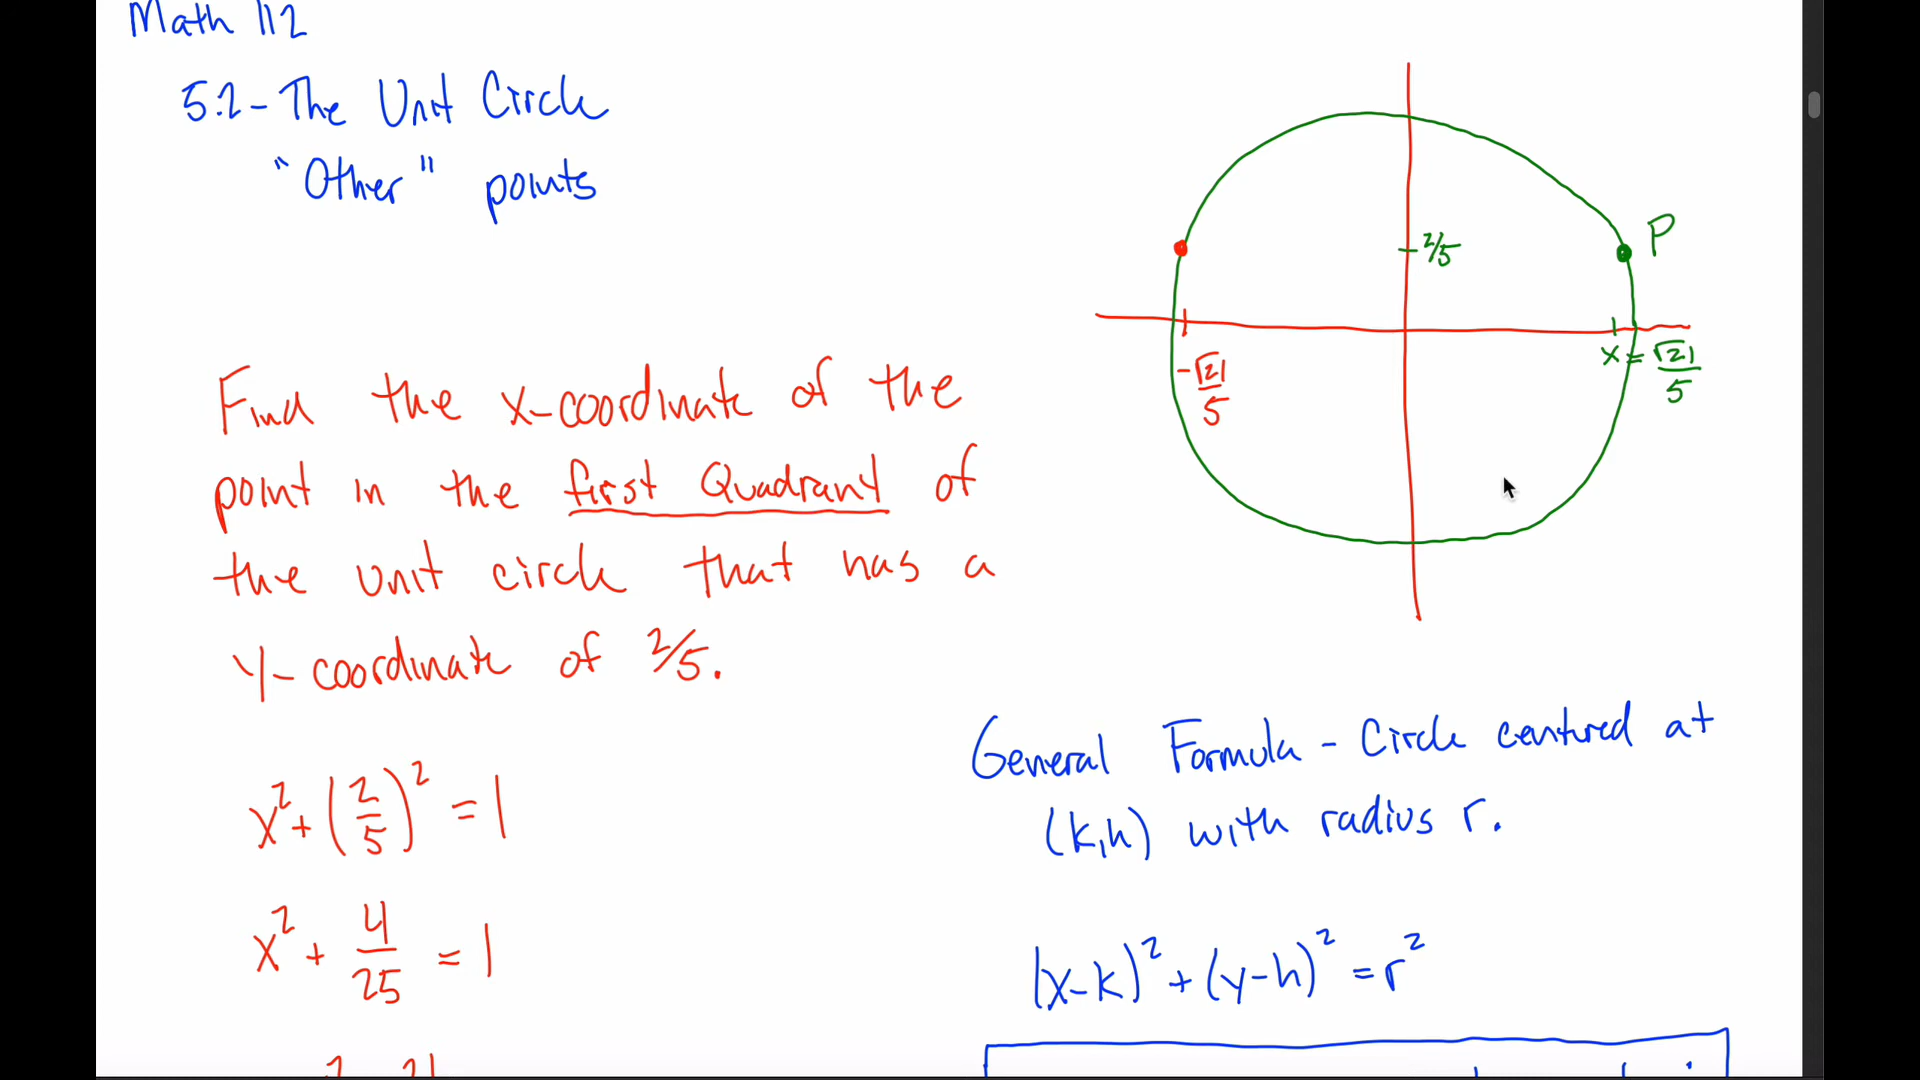 Math 112
5.2 - The Unit Circle
"Other" points
P
2/5
x = √21/5
-√21/5
Find the x-coordinate of the
point in the first Quadrant of
the unit circle that has a
Y-coordinate of 2/5.
General Formula - Circle centred at
(k,h) with radius r.
x² + (2/5)² = 1
x² + 4/25 = 1
(x-k)² + (y-h)² = r²